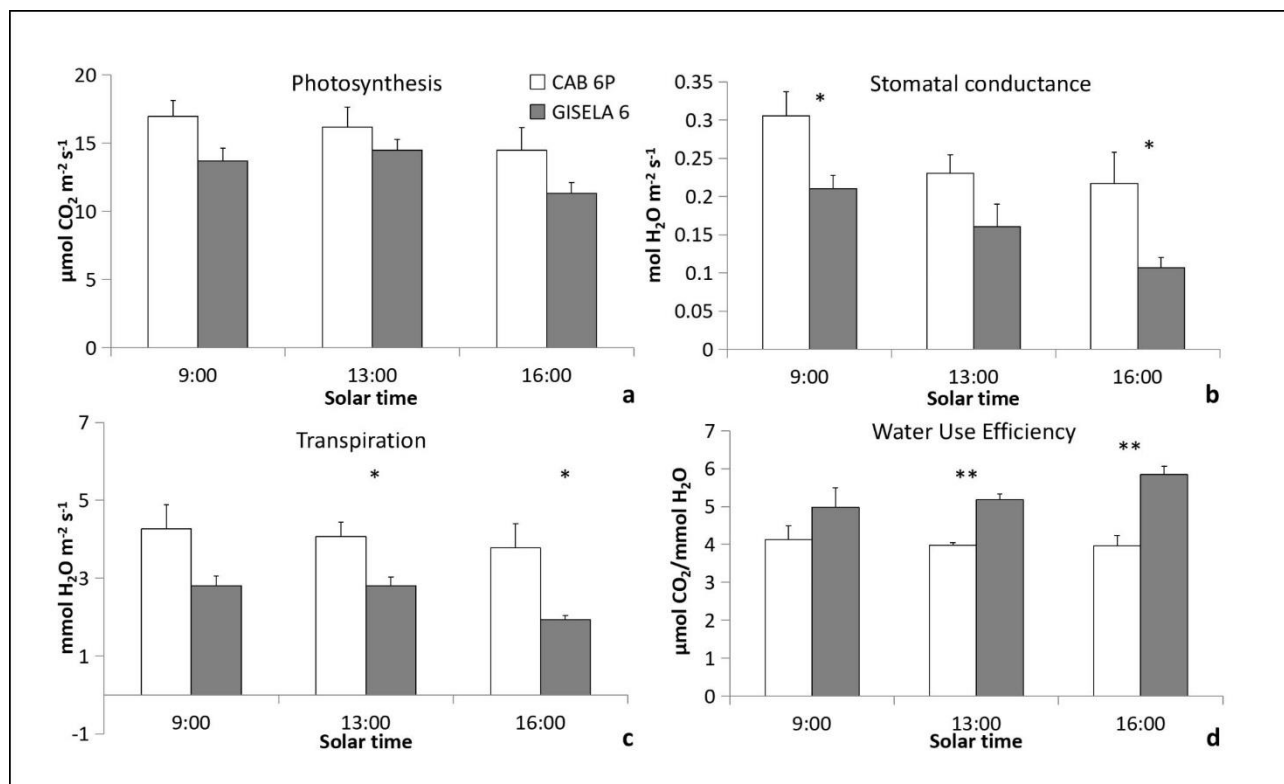 Photosynthesis
CAB 6P
GISELA 6
20
15
10
5
0
µmol CO₂ m⁻² s⁻¹
9:00
13:00
16:00
Solar time
a
Stomatal conductance
0.35
0.3
0.25
0.2
0.15
0.1
0.05
0
mol H₂O m⁻² s⁻¹
*
*
9:00
13:00
16:00
Solar time
b
Transpiration
7
5
3
1
-1
mmol H₂O m⁻² s⁻¹
*
*
9:00
13:00
16:00
Solar time
c
Water Use Efficiency
7
6
5
4
3
2
1
0
µmol CO₂/mmol H₂O
**
**
9:00
13:00
16:00
Solar time
d